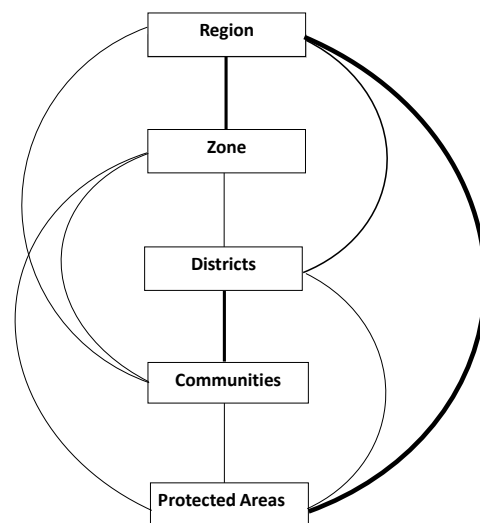 Region
Zone
Districts
Communities
Protected Areas